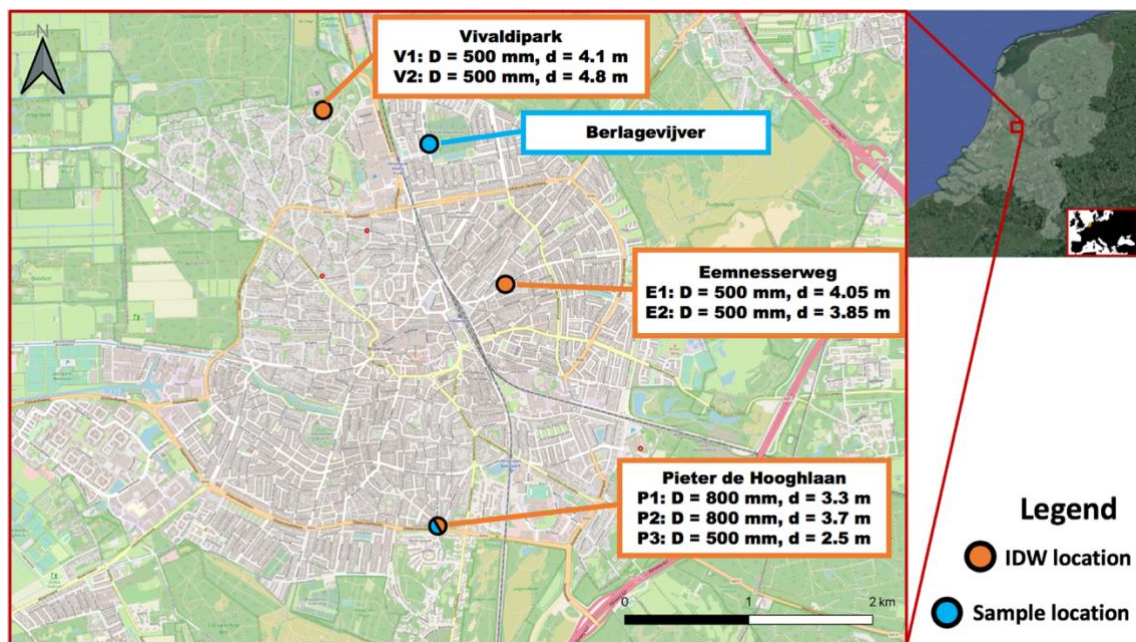 N
Vivaldipark
V1: D = 500 mm, d = 4.1 m
V2: D = 500 mm, d = 4.8 m
Berlagevijver
Eemnesserweg
E1: D = 500 mm, d = 4.05 m
E2: D = 500 mm, d = 3.85 m
Pieter de Hooghlaan
P1: D = 800 mm, d = 3.3 m
P2: D = 800 mm, d = 3.7 m
P3: D = 500 mm, d = 2.5 m
0 1 2 km
Legend
IDW location
Sample location